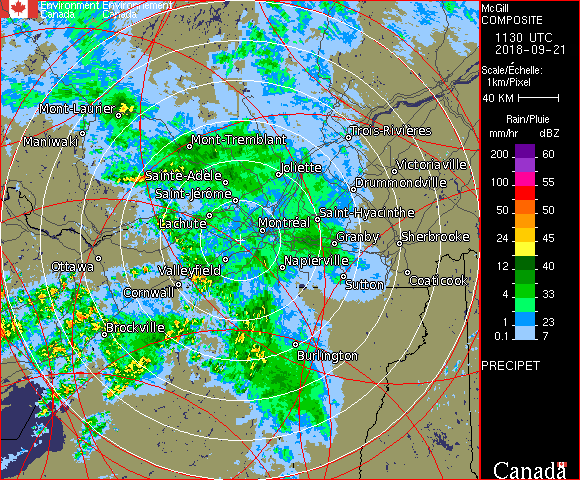 Environment Environnement
Canada Canada
McGill
COMPOSITE
1130 UTC
2018-09-21
Scale/Échelle:
1km/Pixel
40 KM
Rain/Pluie
mm/hr dBZ
200 60
100 55
50 50
24 45
12 40
4 33
1 23
0.1 7
PRECIPET
Canada
Mont-Laurier
Maniwaki
Mont-Tremblant
Trois-Rivières
Sainte-Adèle
Joliette
Victoriaville
Saint-Jérôme
Drummondville
Lachute
Montréal
Saint-Hyacinthe
Granby
Sherbrooke
Ottawa
Valleyfield
Napierville
Cornwall
Sutton
Coaticook
Brockville
Burlington